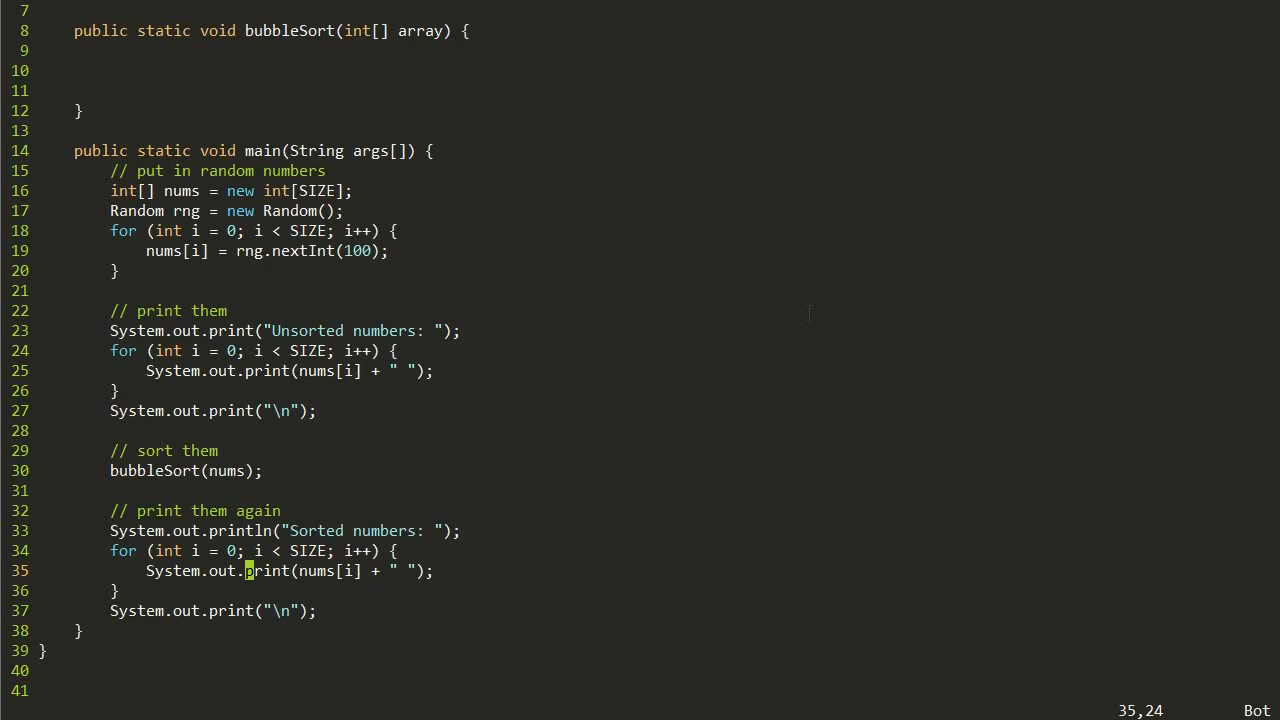 7
8     public static void bubbleSort(int[] array) {
9
10
11
12     }
13
14     public static void main(String args[]) {
15         // put in random numbers
16         int[] nums = new int[SIZE];
17         Random rng = new Random();
18         for (int i = 0; i < SIZE; i++) {
19             nums[i] = rng.nextInt(100);
20         }
21
22         // print them
23         System.out.print("Unsorted numbers: ");
24         for (int i = 0; i < SIZE; i++) {
25             System.out.print(nums[i] + " ");
26         }
27         System.out.print("\n");
28
29         // sort them
30         bubbleSort(nums);
31
32         // print them again
33         System.out.println("Sorted numbers: ");
34         for (int i = 0; i < SIZE; i++) {
35             System.out.print(nums[i] + " ");
36         }
37         System.out.print("\n");
38     }
39 }
40
41
35,24 Bot